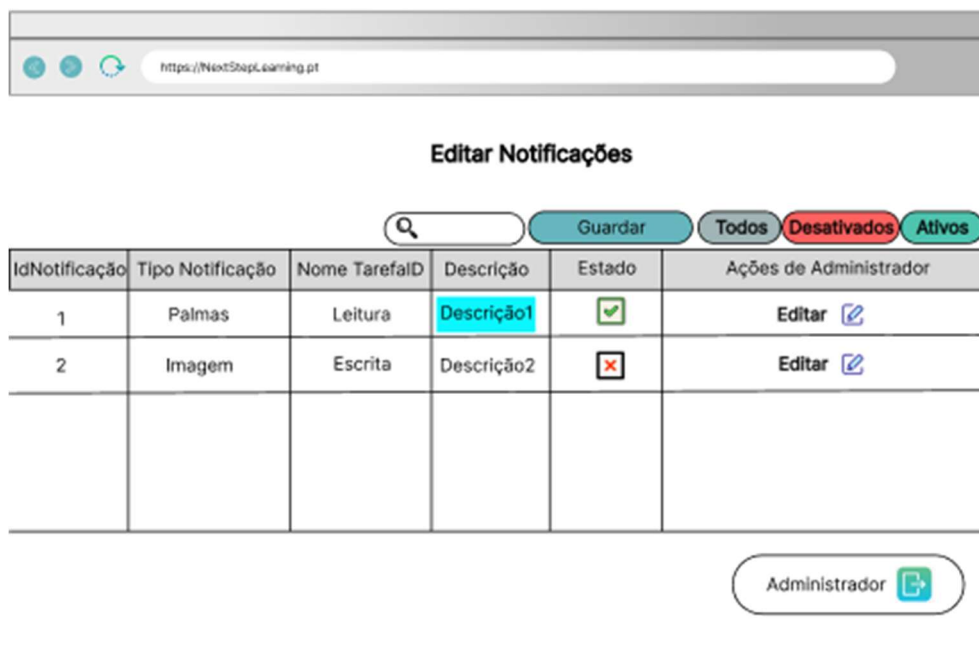 https://NextStepLearning.pt
Editar Notificações
Guardar Todos Desativados Ativos
IdNotificação Tipo Notificação Nome TarefaID Descrição Estado Ações de Administrador
1 Palmas Leitura Descrição1 Editar
2 Imagem Escrita Descrição2 Editar
Administrador